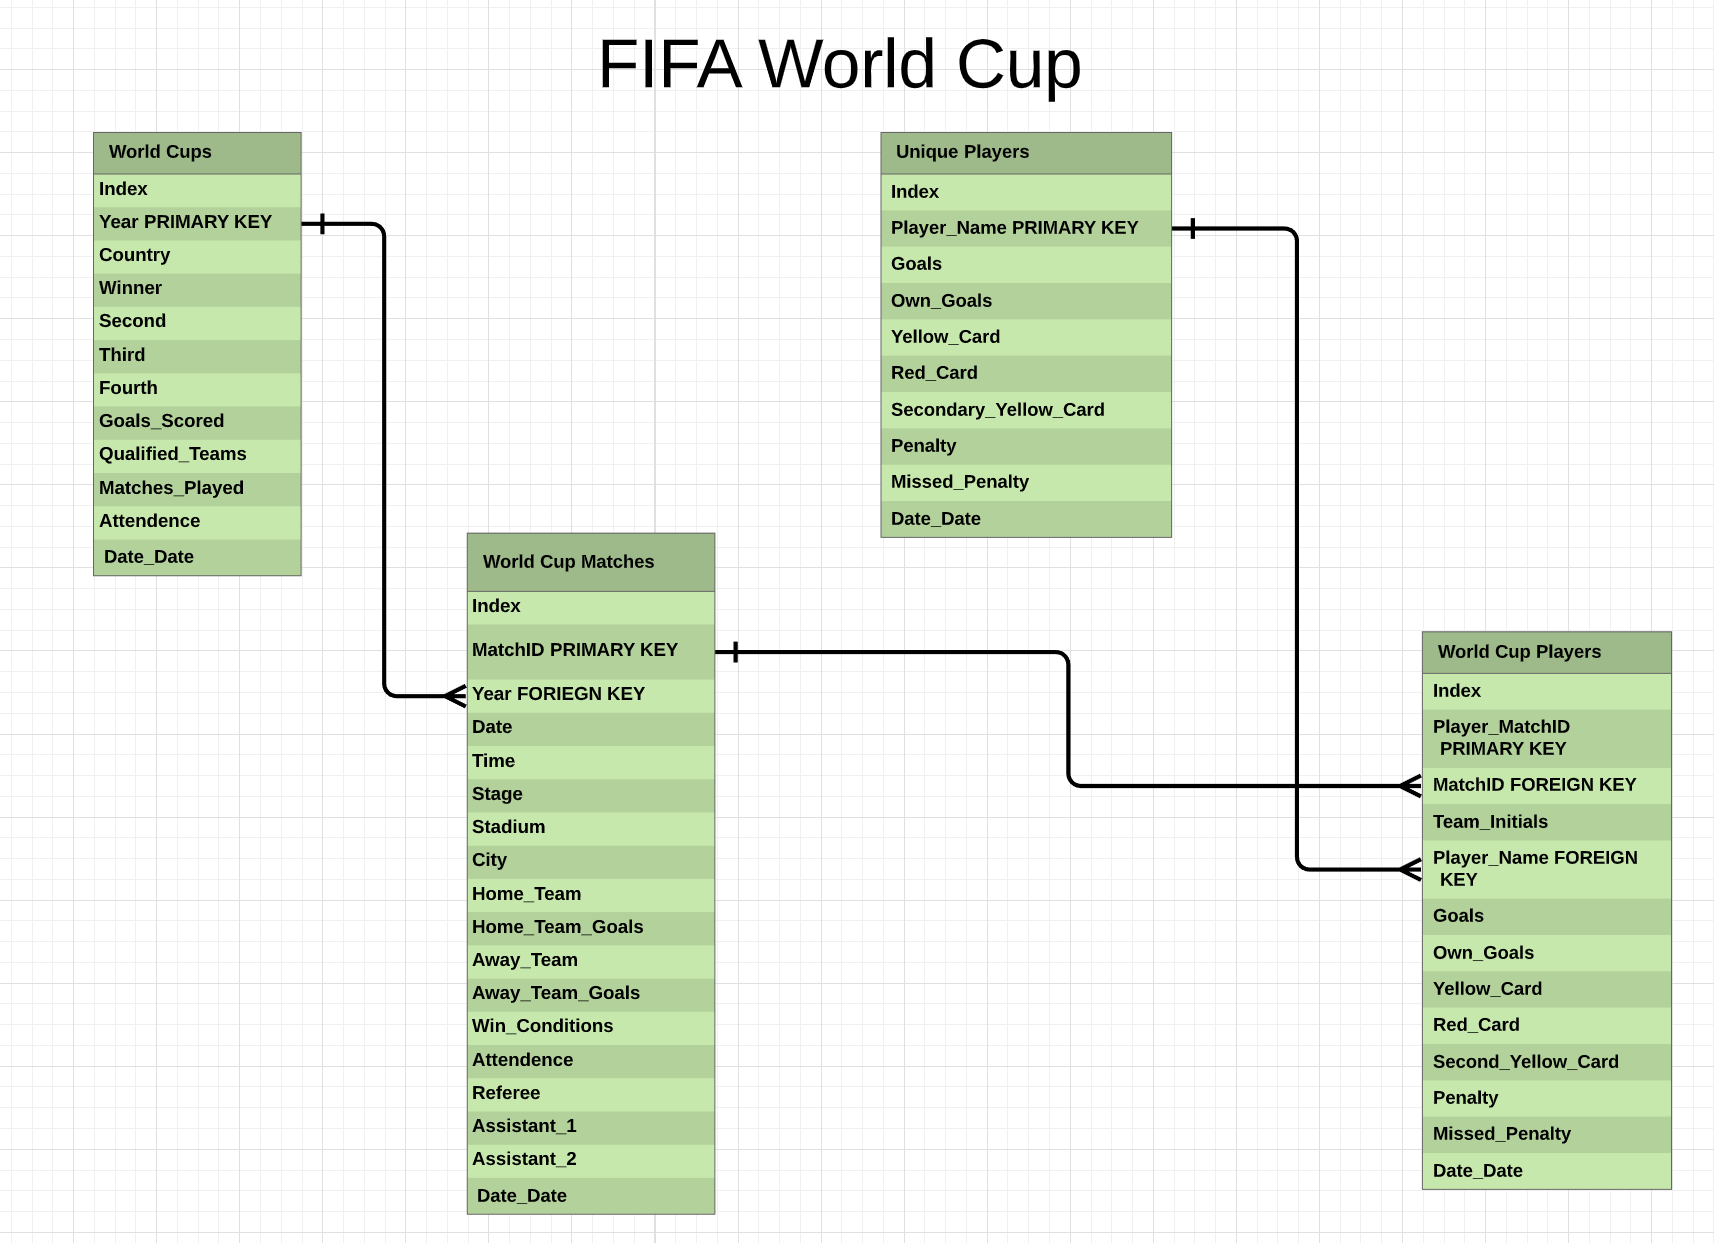 FIFA World Cup
World Cups
Index
Year PRIMARY KEY
Country
Winner
Second
Third
Fourth
Goals_Scored
Qualified_Teams
Matches_Played
Attendence
Date_Date
World Cup Matches
Index
MatchID PRIMARY KEY
Year FORIEGN KEY
Date
Time
Stage
Stadium
City
Home_Team
Home_Team_Goals
Away_Team
Away_Team_Goals
Win_Conditions
Attendence
Referee
Assistant_1
Assistant_2
Date_Date
Unique Players
Index
Player_Name PRIMARY KEY
Goals
Own_Goals
Yellow_Card
Red_Card
Secondary_Yellow_Card
Penalty
Missed_Penalty
Date_Date
World Cup Players
Index
Player_MatchID
PRIMARY KEY
MatchID FOREIGN KEY
Team_Initials
Player_Name FOREIGN
KEY
Goals
Own_Goals
Yellow_Card
Red_Card
Second_Yellow_Card
Penalty
Missed_Penalty
Date_Date